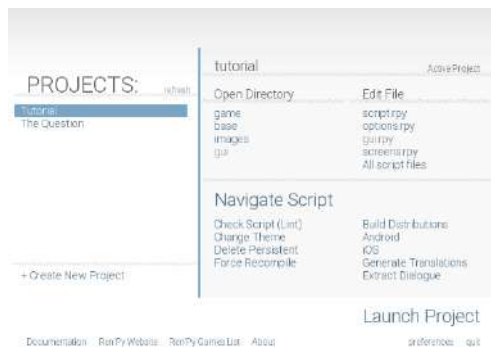 PROJECTS:
refresh
Tutorial
The Question
+ Create New Project
tutorial
Active Project
Open Directory
game
base
images
gui
Edit File
script.rpy
options.rpy
gui.rpy
screens.rpy
All script files
Navigate Script
Check Script (Lint)
Change Theme
Delete Persistent
Force Recompile
Build Distributions
Android
iOS
Generate Translations
Extract Dialogue
Launch Project
Documentation Ren'Py Website Ren'Py Games List About
preferences quit